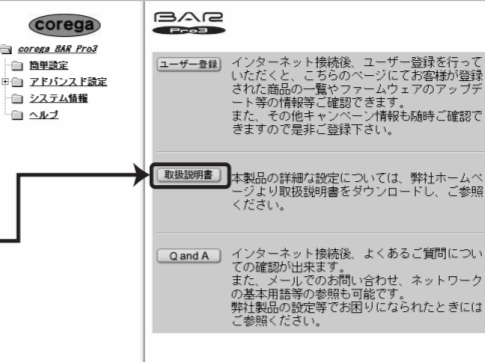 corega
corega BAR Pro3
簡単設定
アドバンスド設定
システム情報
ヘルプ
BAR
Pro3
ユーザー登録
インターネット接続後、ユーザー登録を行って
いただくと、こちらのページにてお客様が登録
された商品の一覧やファームウェアのアップデ
ート等の情報等ご確認できます。
また、その他キャンペーン情報も随時ご確認で
きますので是非ご登録下さい。
取扱説明書
本製品の詳細な設定については、弊社ホームペ
ージより取扱説明書をダウンロードし、ご参照
ください。
Q and A
インターネット接続後、よくあるご質問につい
ての確認が出来ます。
また、メールでのお問い合わせ、ネットワーク
の基本用語等の参照も可能です。
弊社製品の設定等でお困りになられたときには
ご参照ください。